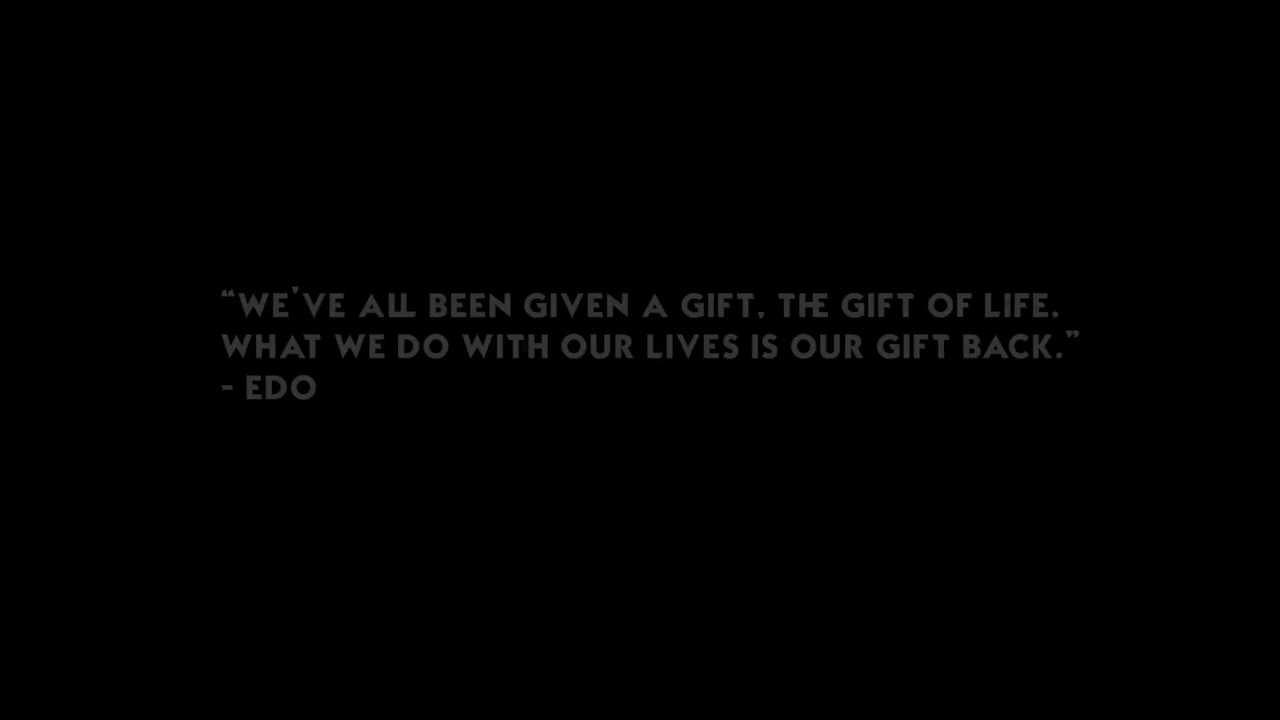 “WE’VE ALL BEEN GIVEN A GIFT, THE GIFT OF LIFE.
WHAT WE DO WITH OUR LIVES IS OUR GIFT BACK.”
- EDO